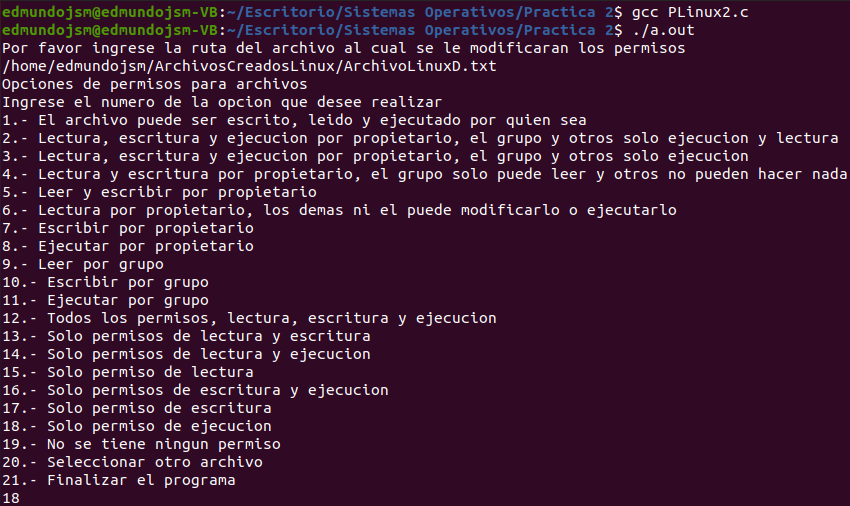 edmundojsm@edmundojsm-VB:~/Escritorio/Sistemas Operativos/Practica 2$ gcc PLinux2.c
edmundojsm@edmundojsm-VB:~/Escritorio/Sistemas Operativos/Practica 2$ ./a.out
Por favor ingrese la ruta del archivo al cual se le modificaran los permisos
/home/edmundojsm/ArchivosCreadosLinux/ArchivoLinuxD.txt
Opciones de permisos para archivos
Ingrese el numero de la opcion que desee realizar
1.- El archivo puede ser escrito, leido y ejecutado por quien sea
2.- Lectura, escritura y ejecucion por propietario, el grupo y otros solo ejecucion y lectura
3.- Lectura, escritura y ejecucion por propietario, el grupo y otros solo ejecucion
4.- Lectura y escritura por propietario, el grupo solo puede leer y otros no pueden hacer nada
5.- Leer y escribir por propietario
6.- Lectura por propietario, los demas ni el puede modificarlo o ejecutarlo
7.- Escribir por propietario
8.- Ejecutar por propietario
9.- Leer por grupo
10.- Escribir por grupo
11.- Ejecutar por grupo
12.- Todos los permisos, lectura, escritura y ejecucion
13.- Solo permisos de lectura y escritura
14.- Solo permisos de lectura y ejecucion
15.- Solo permiso de lectura
16.- Solo permisos de escritura y ejecucion
17.- Solo permiso de escritura
18.- Solo permiso de ejecucion
19.- No se tiene ningun permiso
20.- Seleccionar otro archivo
21.- Finalizar el programa
18